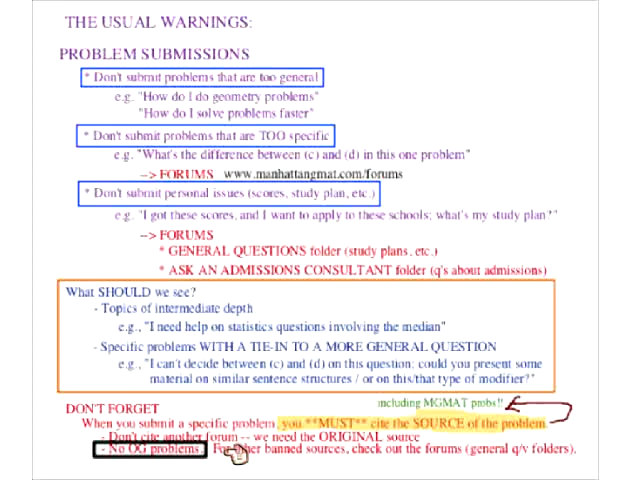 THE USUAL WARNINGS:
PROBLEM SUBMISSIONS
* Don't submit problems that are too general
e.g. "How do I do geometry problems"
"How do I solve problems faster"
* Don't submit problems that are TOO specific
e.g. "What's the difference between (c) and (d) in this one problem"
--> FORUMS www.manhattangmat.com/forums
* Don't submit personal issues (scores, study plan, etc.)
e.g. "I got these scores, and I want to apply to these schools; what's my study plan?"
--> FORUMS
* GENERAL QUESTIONS folder (study plans, etc.)
* ASK AN ADMISSIONS CONSULTANT folder (q's about admissions)
What SHOULD we see?
- Topics of intermediate depth
e.g., "I need help on statistics questions involving the median"
- Specific problems WITH A TIE-IN TO A MORE GENERAL QUESTION
e.g., "I can't decide between (c) and (d) on this question; could you present some
material on similar sentence structures / or on this/that type of modifier?"
including MGMAT probs!!
DON'T FORGET
When you submit a specific problem, you **MUST** cite the SOURCE of the problem.
- Don't cite another forum -- we need the ORIGINAL source
- No OG problems. For other banned sources, check out the forums (general q/v folders).